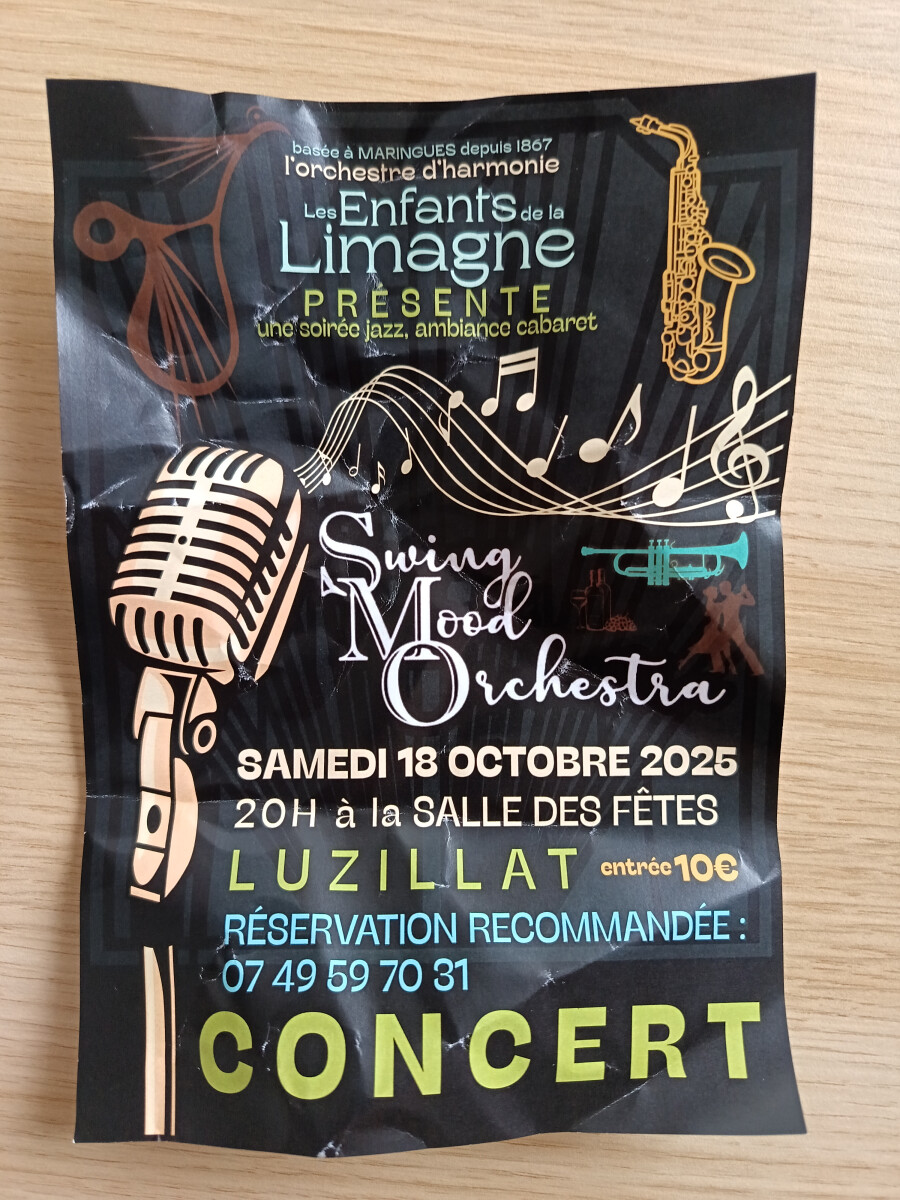 basée à MARINGUES depuis 1867
l'orchestre d'harmonie
Les Enfants de la
Limagne
PRÉSENTE
une soirée jazz, ambiance cabaret
Swing
Mood
Orchestra
SAMEDI 18 OCTOBRE 2025
20H à la SALLE DES FÊTES
LUZILLAT entrée 10€
RÉSERVATION RECOMMANDÉE :
07 49 59 70 31
CONCERT